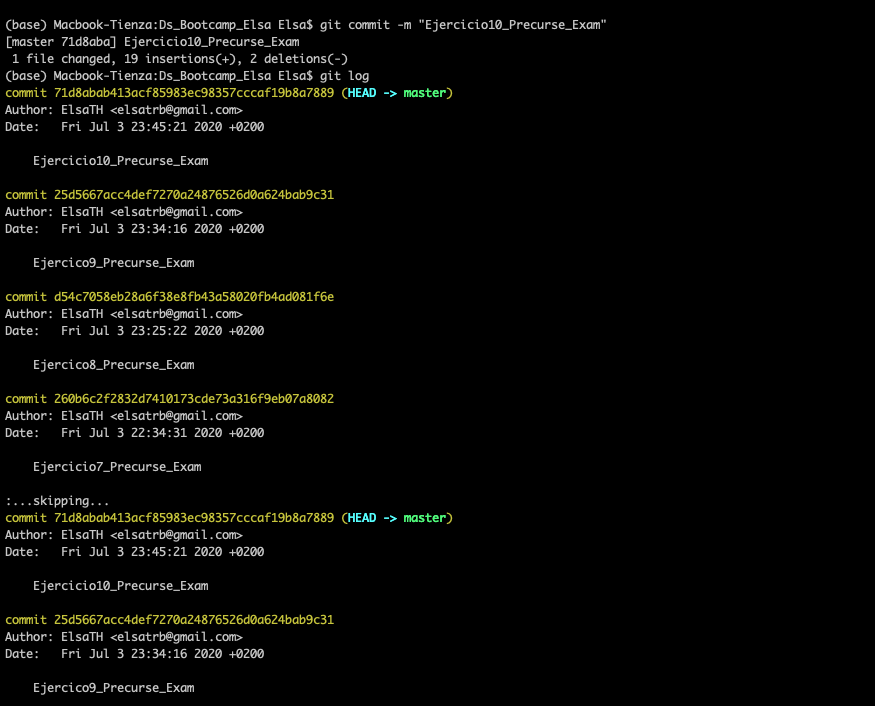 (base) Macbook-Tienza:Ds_Bootcamp_Elsa Elsa$ git commit -m "Ejercicio10_Precurse_Exam"
[master 71d8aba] Ejercicio10_Precurse_Exam
 1 file changed, 19 insertions(+), 2 deletions(-)
(base) Macbook-Tienza:Ds_Bootcamp_Elsa Elsa$ git log
commit 71d8abab413acf85983ec98357cccaf19b8a7889 (HEAD -> master)
Author: ElsaTH <elsatrb@gmail.com>
Date:   Fri Jul 3 23:45:21 2020 +0200

    Ejercicio10_Precurse_Exam

commit 25d5667acc4def7270a24876526d0a624bab9c31
Author: ElsaTH <elsatrb@gmail.com>
Date:   Fri Jul 3 23:34:16 2020 +0200

    Ejercico9_Precurse_Exam

commit d54c7058eb28a6f38e8fb43a58020fb4ad081f6e
Author: ElsaTH <elsatrb@gmail.com>
Date:   Fri Jul 3 23:25:22 2020 +0200

    Ejercico8_Precurse_Exam

commit 260b6c2f2832d7410173cde73a316f9eb07a8082
Author: ElsaTH <elsatrb@gmail.com>
Date:   Fri Jul 3 22:34:31 2020 +0200

    Ejercicio7_Precurse_Exam

:...skipping...
commit 71d8abab413acf85983ec98357cccaf19b8a7889 (HEAD -> master)
Author: ElsaTH <elsatrb@gmail.com>
Date:   Fri Jul 3 23:45:21 2020 +0200

    Ejercicio10_Precurse_Exam

commit 25d5667acc4def7270a24876526d0a624bab9c31
Author: ElsaTH <elsatrb@gmail.com>
Date:   Fri Jul 3 23:34:16 2020 +0200

    Ejercico9_Precurse_Exam